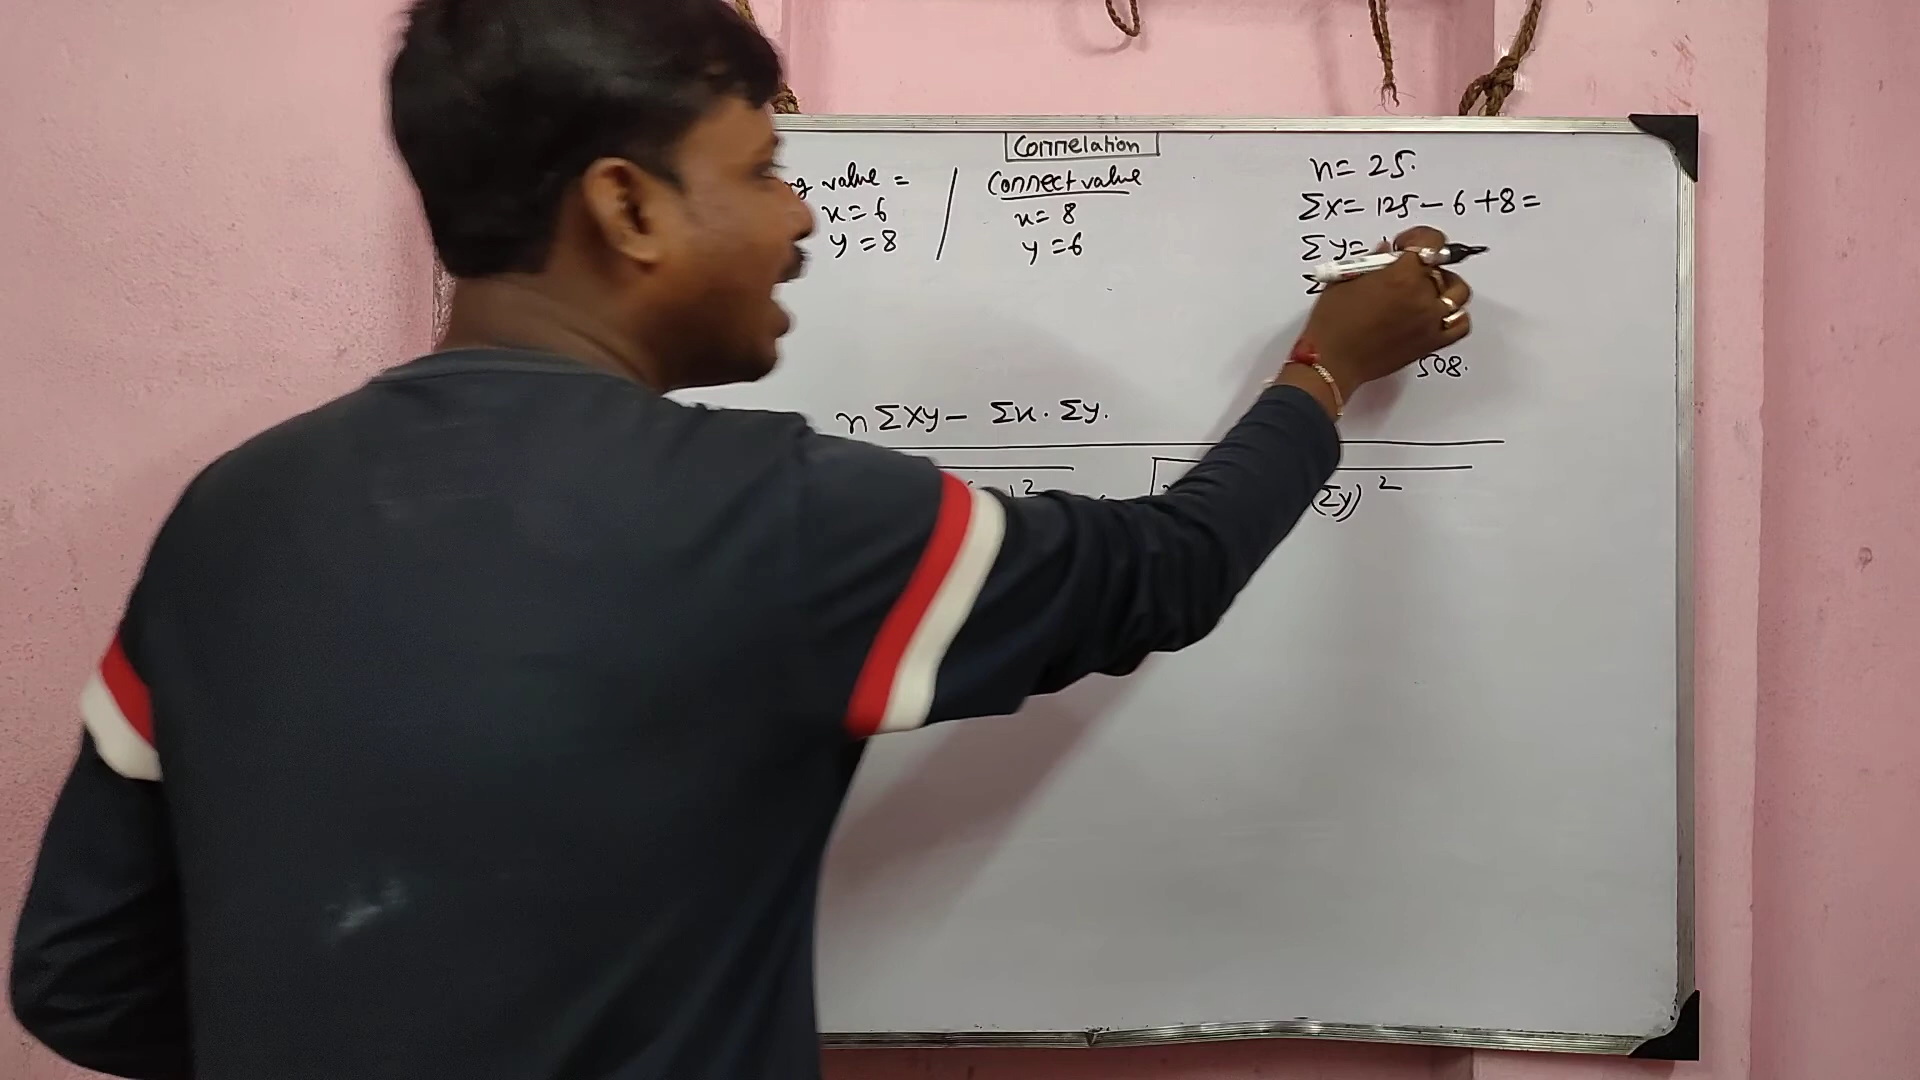 Correlation
value =
x = 6
y = 8
Correct value
x = 8
y = 6
n = 25.
Σx = 125 - 6 + 8 =
Σy =
Σ
508.
n Σxy - Σx · Σy.
)²
(Σy)²